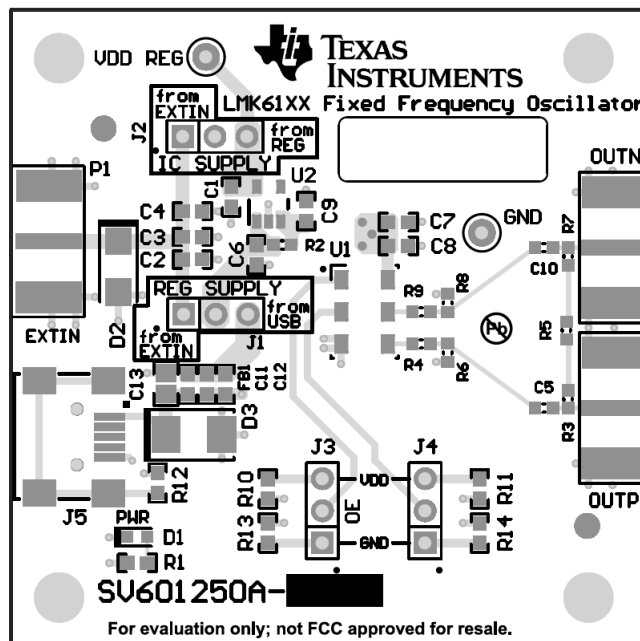 VDD REG
TEXAS
INSTRUMENTS
from
EXTIN
LMK61XX Fixed Frequency Oscillator
J2
from
REG
IC SUPPLY
P1
U2
C1
C9
C4
C3
C2
C6
R2
U1
C7
C8
GND
OUTN
R7
C10
R8
R9
R5
Pb
R4
R6
C5
R3
OUTP
EXTIN
D2
REG SUPPLY
from
USB
J1
from
EXTIN
C13
FB1
C11
C12
D3
R12
J5
J3
J4
R10
VDD
R11
OE
R13
GND
R14
PWR
D1
R1
SV601250A-
For evaluation only; not FCC approved for resale.